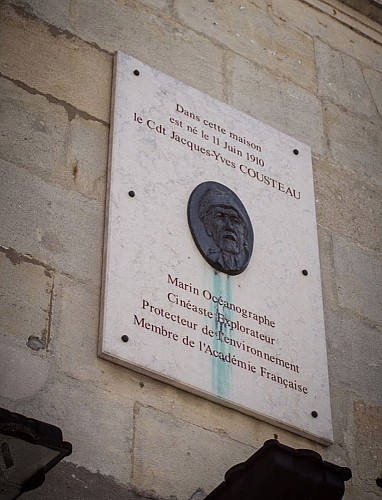 Dans cette maison
est né le 11 Juin 1910
le Cdt Jacques-Yves COUSTEAU
Marin Océanographe
Cinéaste Explorateur
Protecteur de l'environnement
Membre de l'Académie Française